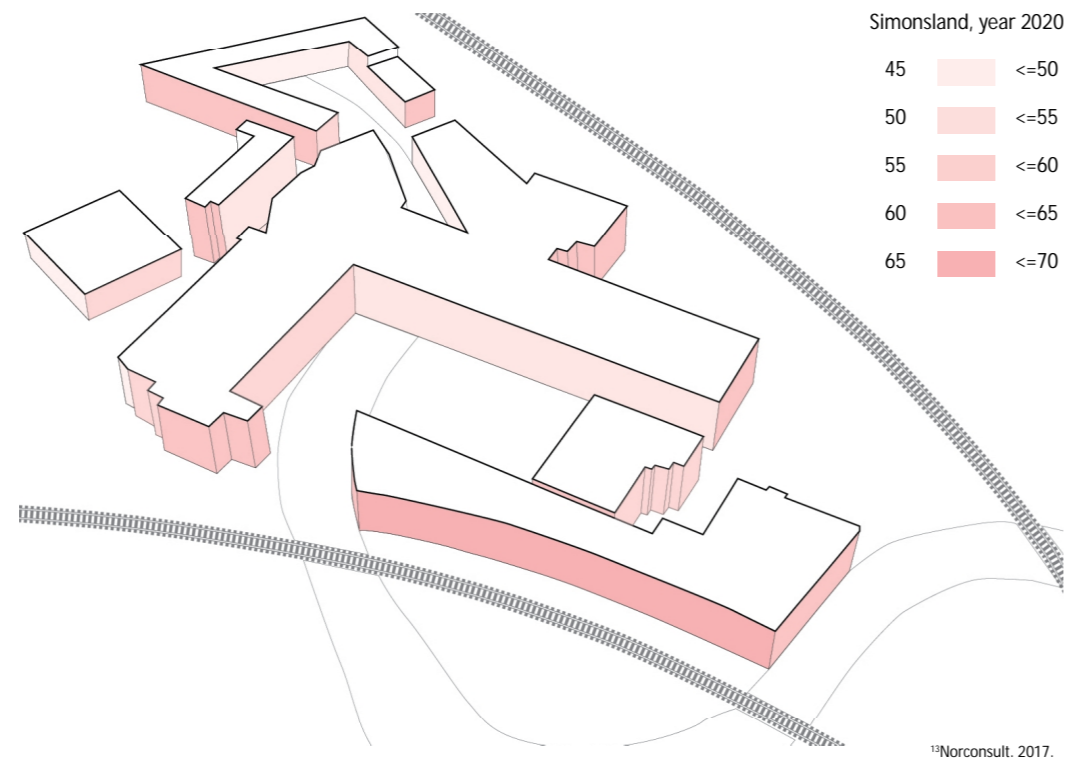 Simonsland, year 2020
45 <=50
50 <=55
55 <=60
60 <=65
65 <=70
¹³Norconsult. 2017.